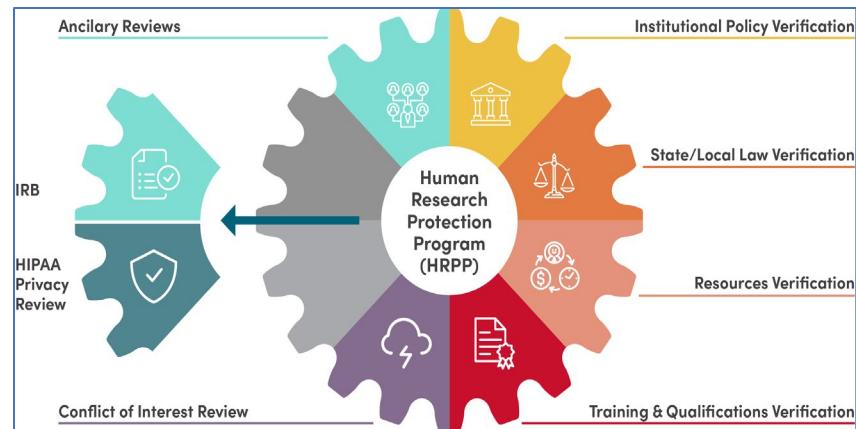 Ancilary Reviews
Institutional Policy Verification
State/Local Law Verification
IRB
Human
Research
Protection
Program
(HRPP)
HIPAA
Privacy
Review
$
Resources Verification
Conflict of Interest Review
Training & Qualifications Verification